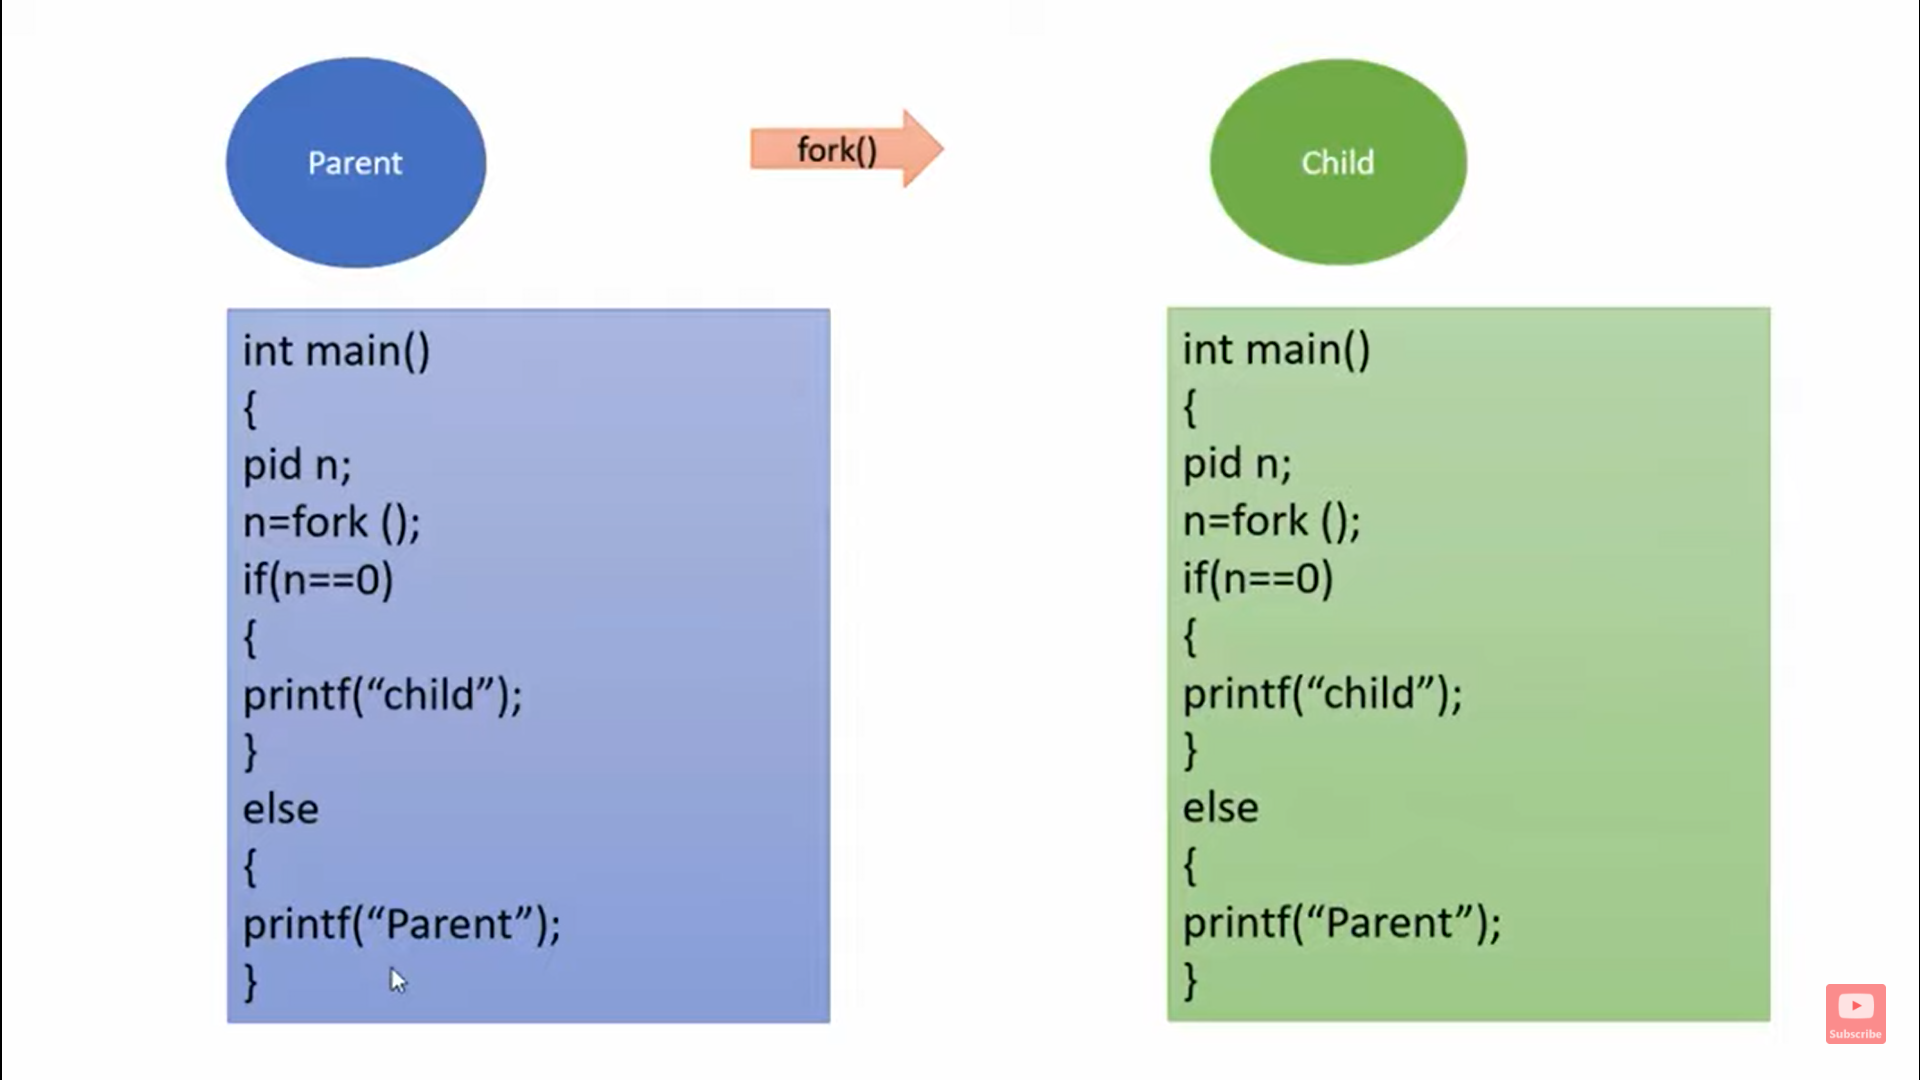 Parent
fork()
Child
int main()
{
pid n;
n=fork ();
if(n==0)
{
printf(“child”);
}
else
{
printf(“Parent”);
}
int main()
{
pid n;
n=fork ();
if(n==0)
{
printf(“child”);
}
else
{
printf(“Parent”);
}
Subscribe